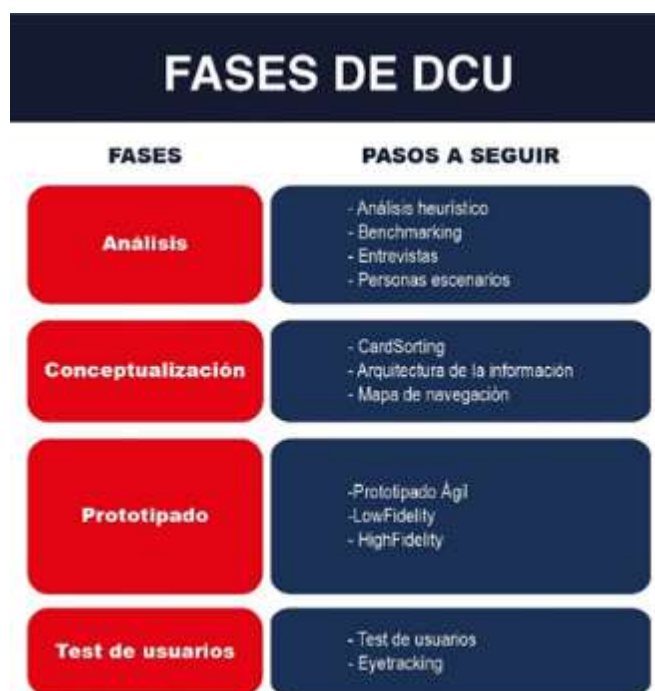 FASES DE DCU
FASES
PASOS A SEGUIR
Análisis
- Análisis heurístico
- Benchmarking
- Entrevistas
- Personas escenarios
Conceptualización
- CardSorting
- Arquitectura de la información
- Mapa de navegación
Prototipado
-Prototipado Ágil
-LowFidelity
- HighFidelity
Test de usuarios
- Test de usuarios
- Eyetracking